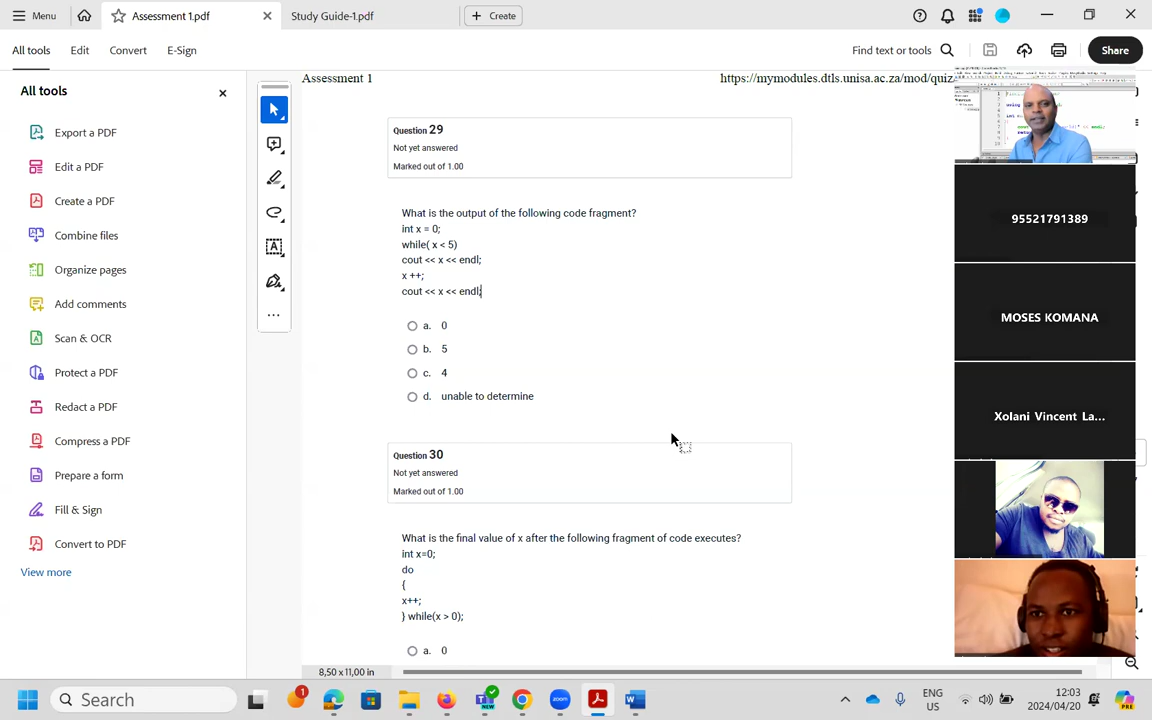 Menu
Assessment 1.pdf
Study Guide-1.pdf
Create
All tools
Edit
Convert
E-Sign
Find text or tools
Share
All tools
Export a PDF
Edit a PDF
Create a PDF
Combine files
Organize pages
Add comments
Scan & OCR
Protect a PDF
Redact a PDF
Compress a PDF
Prepare a form
Fill & Sign
Convert to PDF
View more
Assessment 1
https://mymodules.dtls.unisa.ac.za/mod/quiz
Question 29
Not yet answered
Marked out of 1.00
What is the output of the following code fragment?
int x = 0;
while( x < 5)
cout << x << endl;
x ++;
cout << x << endl;
a. 0
b. 5
c. 4
d. unable to determine
Question 30
Not yet answered
Marked out of 1.00
What is the final value of x after the following fragment of code executes?
int x=0;
do
{
x++;
} while(x > 0);
a. 0
8,50 x 11,00 in
95521791389
MOSES KOMANA
Xolani Vincent La...
Search
1
NEW
zoom
ENG
US
12:03
2024/04/20
PRE